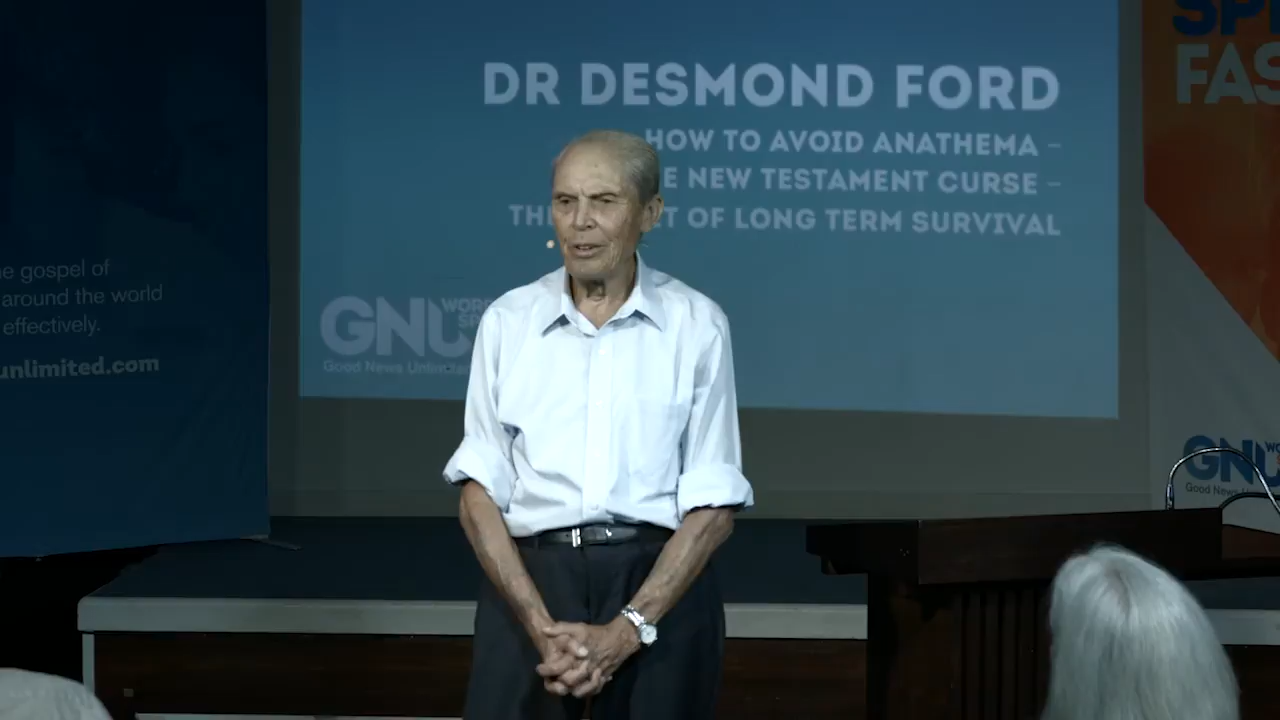 DR DESMOND FORD
HOW TO AVOID ANATHEMA –
NEW TESTAMENT CURSE –
OF LONG TERM SURVIVAL
GNU
Good News Unlimited
gospel of
around the world
effectively.
unlimited.com
GNU
Good News